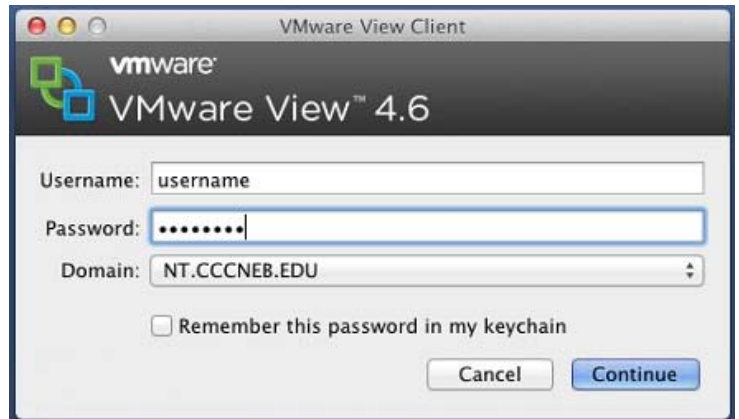 VMware View Client
vmware
VMware View™ 4.6
Username: username
Password: ••••••••
Domain: NT.CCCNEB.EDU
Remember this password in my keychain
Cancel Continue